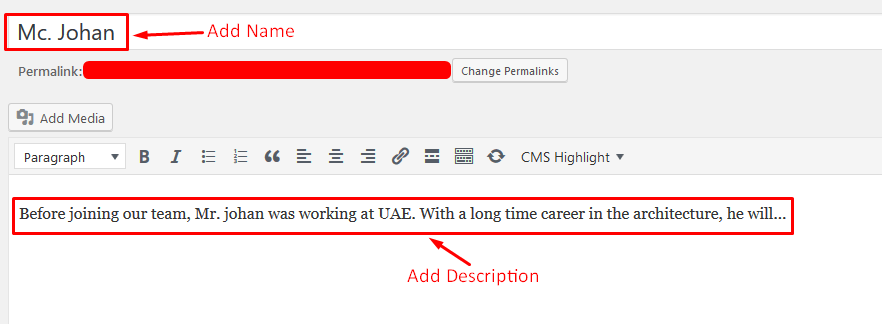 Mc. Johan
Add Name
Permalink:
Change Permalinks
Add Media
Paragraph B I CMS Highlight
Before joining our team, Mr. johan was working at UAE. With a long time career in the architecture, he will...
Add Description